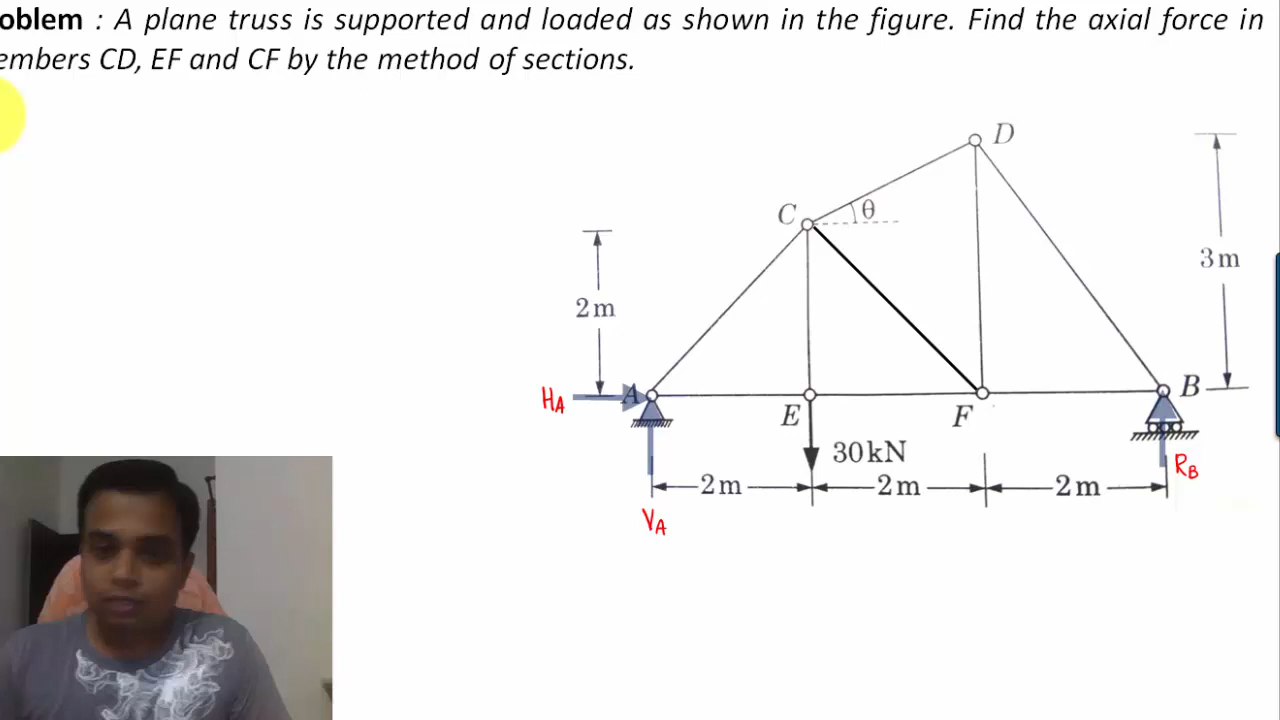 oblem : A plane truss is supported and loaded as shown in the figure. Find the axial force in
embers CD, EF and CF by the method of sections.
D
C
θ
3 m
2 m
HA
A
B
E
F
30 kN
RB
2 m
2 m
2 m
VA